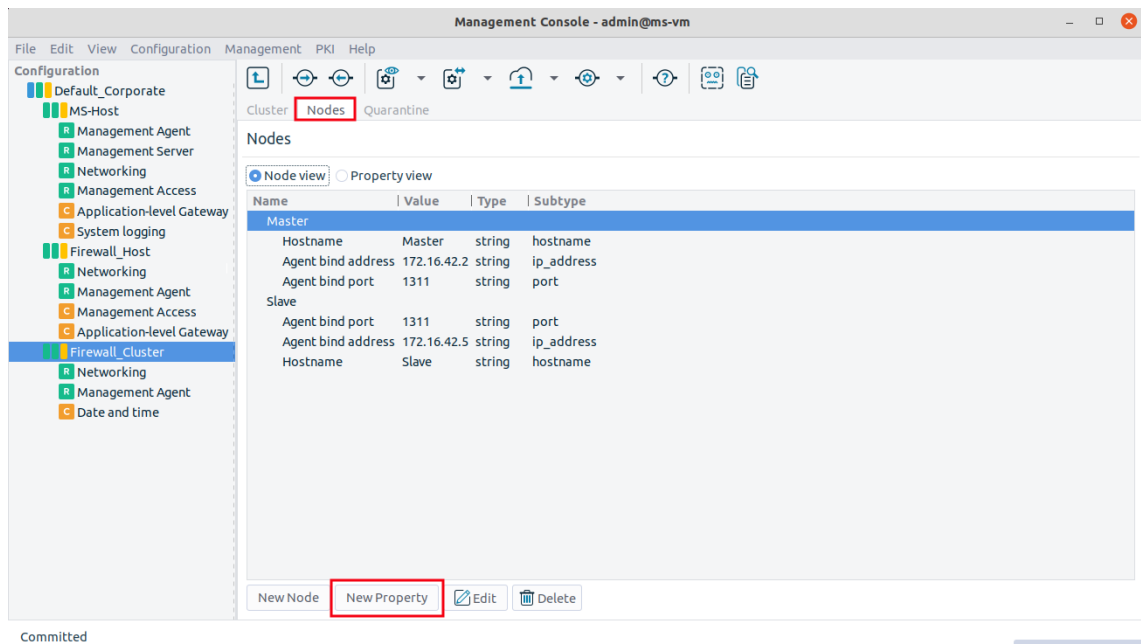 Management Console - admin@ms-vm
File Edit View Configuration Management PKI Help
Configuration
Default_Corporate
MS-Host
R Management Agent
R Management Server
R Networking
R Management Access
C Application-level Gateway
C System logging
Firewall_Host
R Networking
R Management Agent
C Management Access
C Application-level Gateway
Firewall_Cluster
R Networking
R Management Agent
C Date and time
Cluster Nodes Quarantine
Nodes
Node view Property view
Name Value Type Subtype
Master
Hostname Master string hostname
Agent bind address 172.16.42.2 string ip_address
Agent bind port 1311 string port
Slave
Agent bind port 1311 string port
Agent bind address 172.16.42.5 string ip_address
Hostname Slave string hostname
New Node New Property Edit Delete
Committed